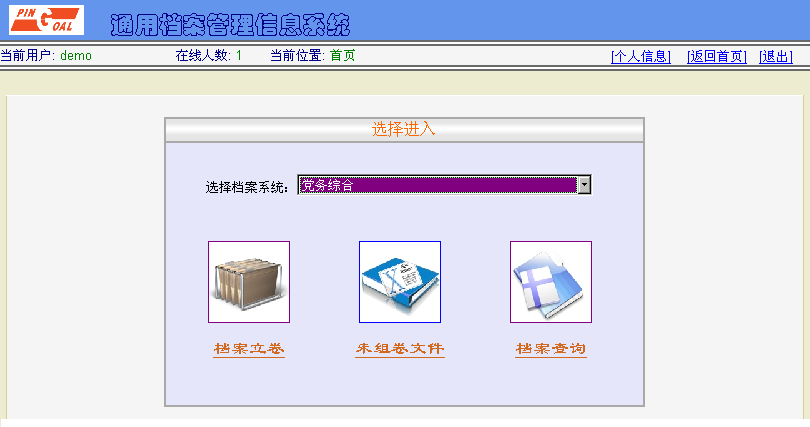 PIN GOAL
通用档案管理信息系统
当前用户: demo 在线人数: 1 当前位置: 首页 [个人信息] [返回首页] [退出]
选择进入
选择档案系统: 党务综合
档案立卷 未组卷文件 档案查询